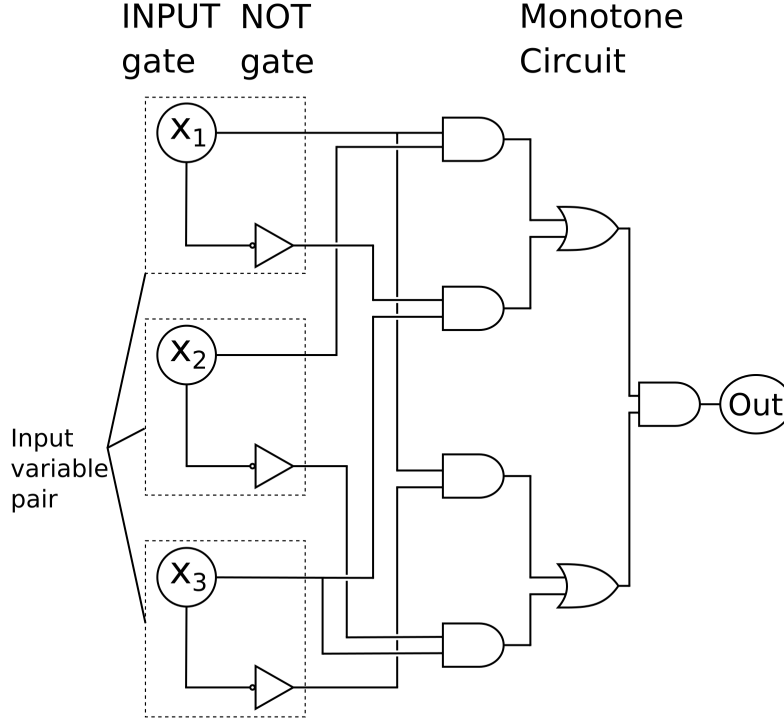 INPUT NOT
gate gate
Monotone
Circuit
x₁
x₂
Input
variable
pair
x₃
Out